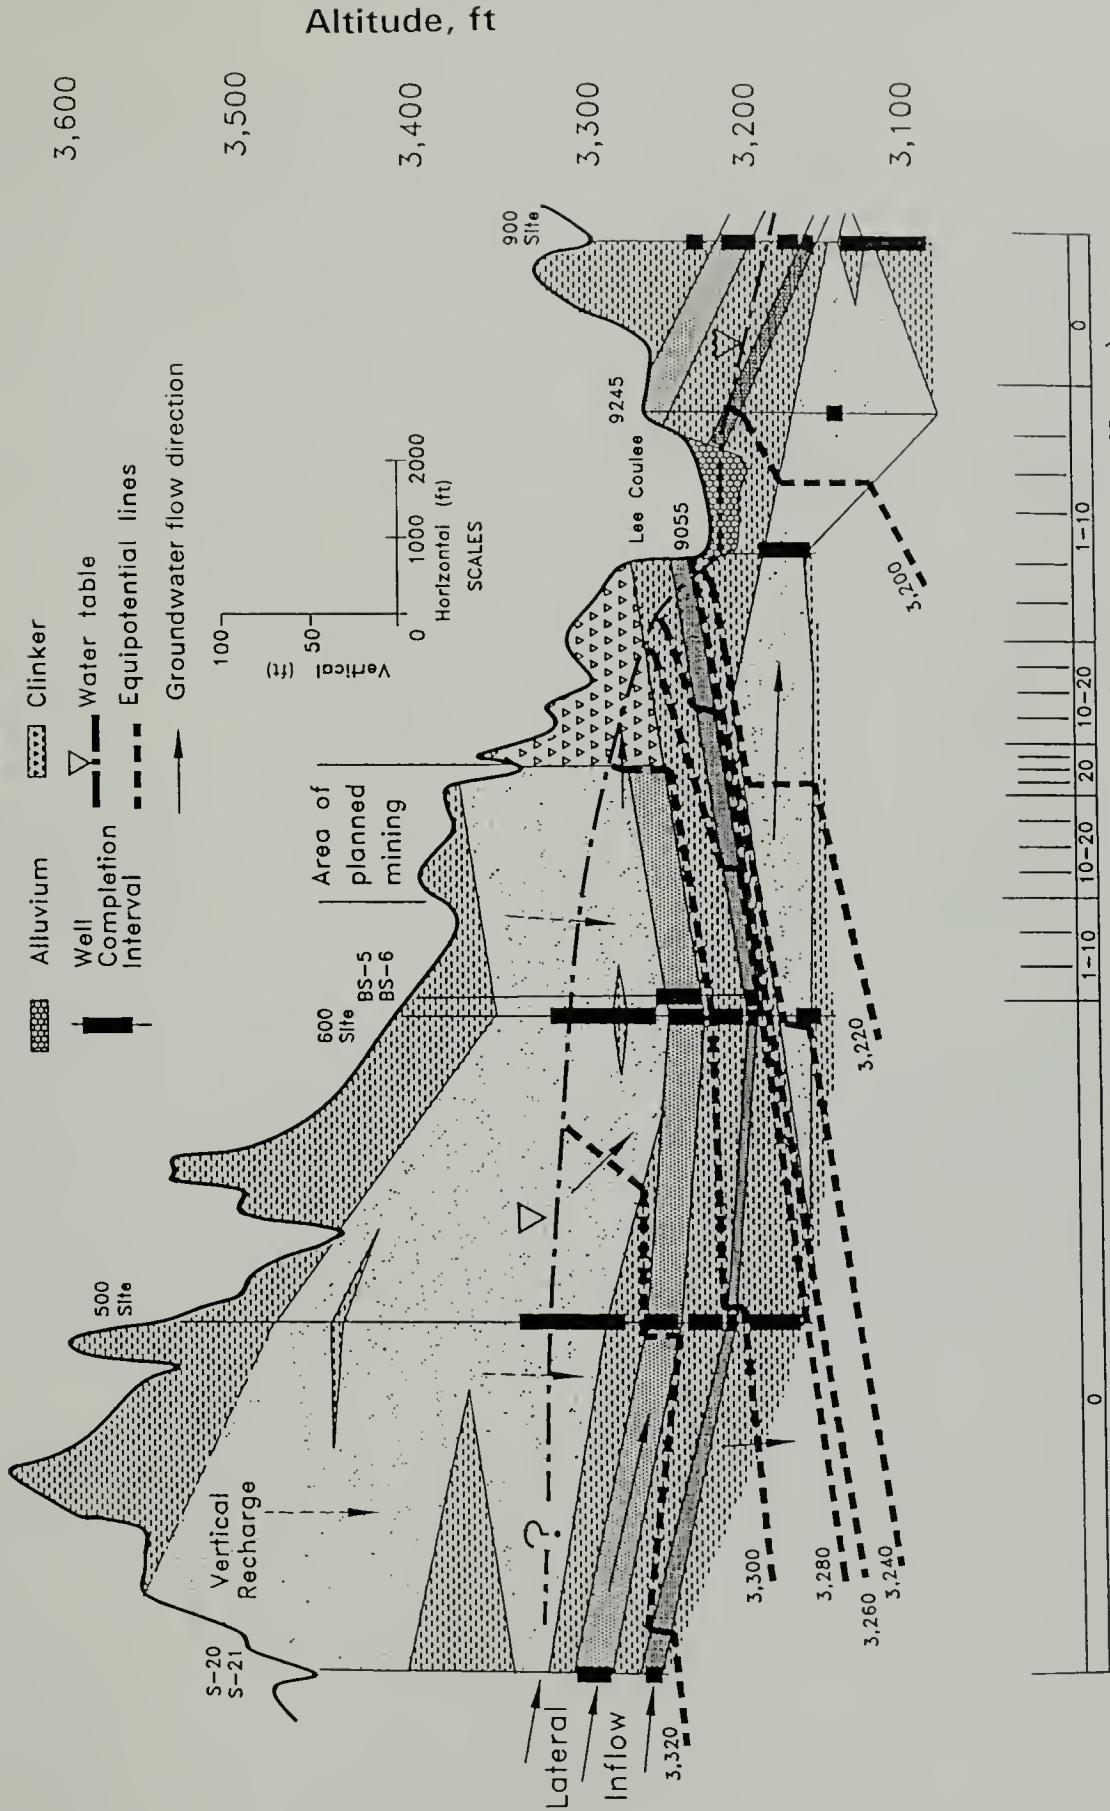 Altitude, ft
3,600
3,500
3,400
3,300
3,200
3,100
Alluvium
Clinker
Well
Completion
Interval
Water table
Equipotential lines
Groundwater flow direction
100
50
0
Vertical (ft)
0
1000
2000
Horizontal (ft)
SCALES
S-20
S-21
Vertical
Recharge
500
Site
600
Site
BS-5
BS-6
Area of
planned
mining
Lee Coulee
9055
9245
900
Site
?
Lateral
Inflow
3,320
3,300
3,280
3,260
3,240
3,220
3,200
0
1-10
10-20
20
10-20
1-10
0